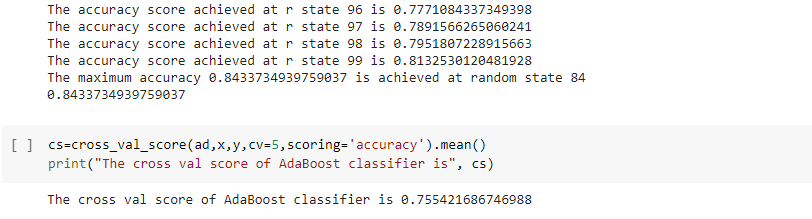 The accuracy score achieved at r state 96 is 0.7771084337349398
The accuracy score achieved at r state 97 is 0.7891566265060241
The accuracy score achieved at r state 98 is 0.7951807228915663
The accuracy score achieved at r state 99 is 0.8132530120481928
The maximum accuracy 0.8433734939759037 is achieved at random state 84
0.8433734939759037
[ ] cs=cross_val_score(ad,x,y,cv=5,scoring='accuracy').mean()
print("The cross val score of AdaBoost classifier is", cs)
The cross val score of AdaBoost classifier is 0.755421686746988